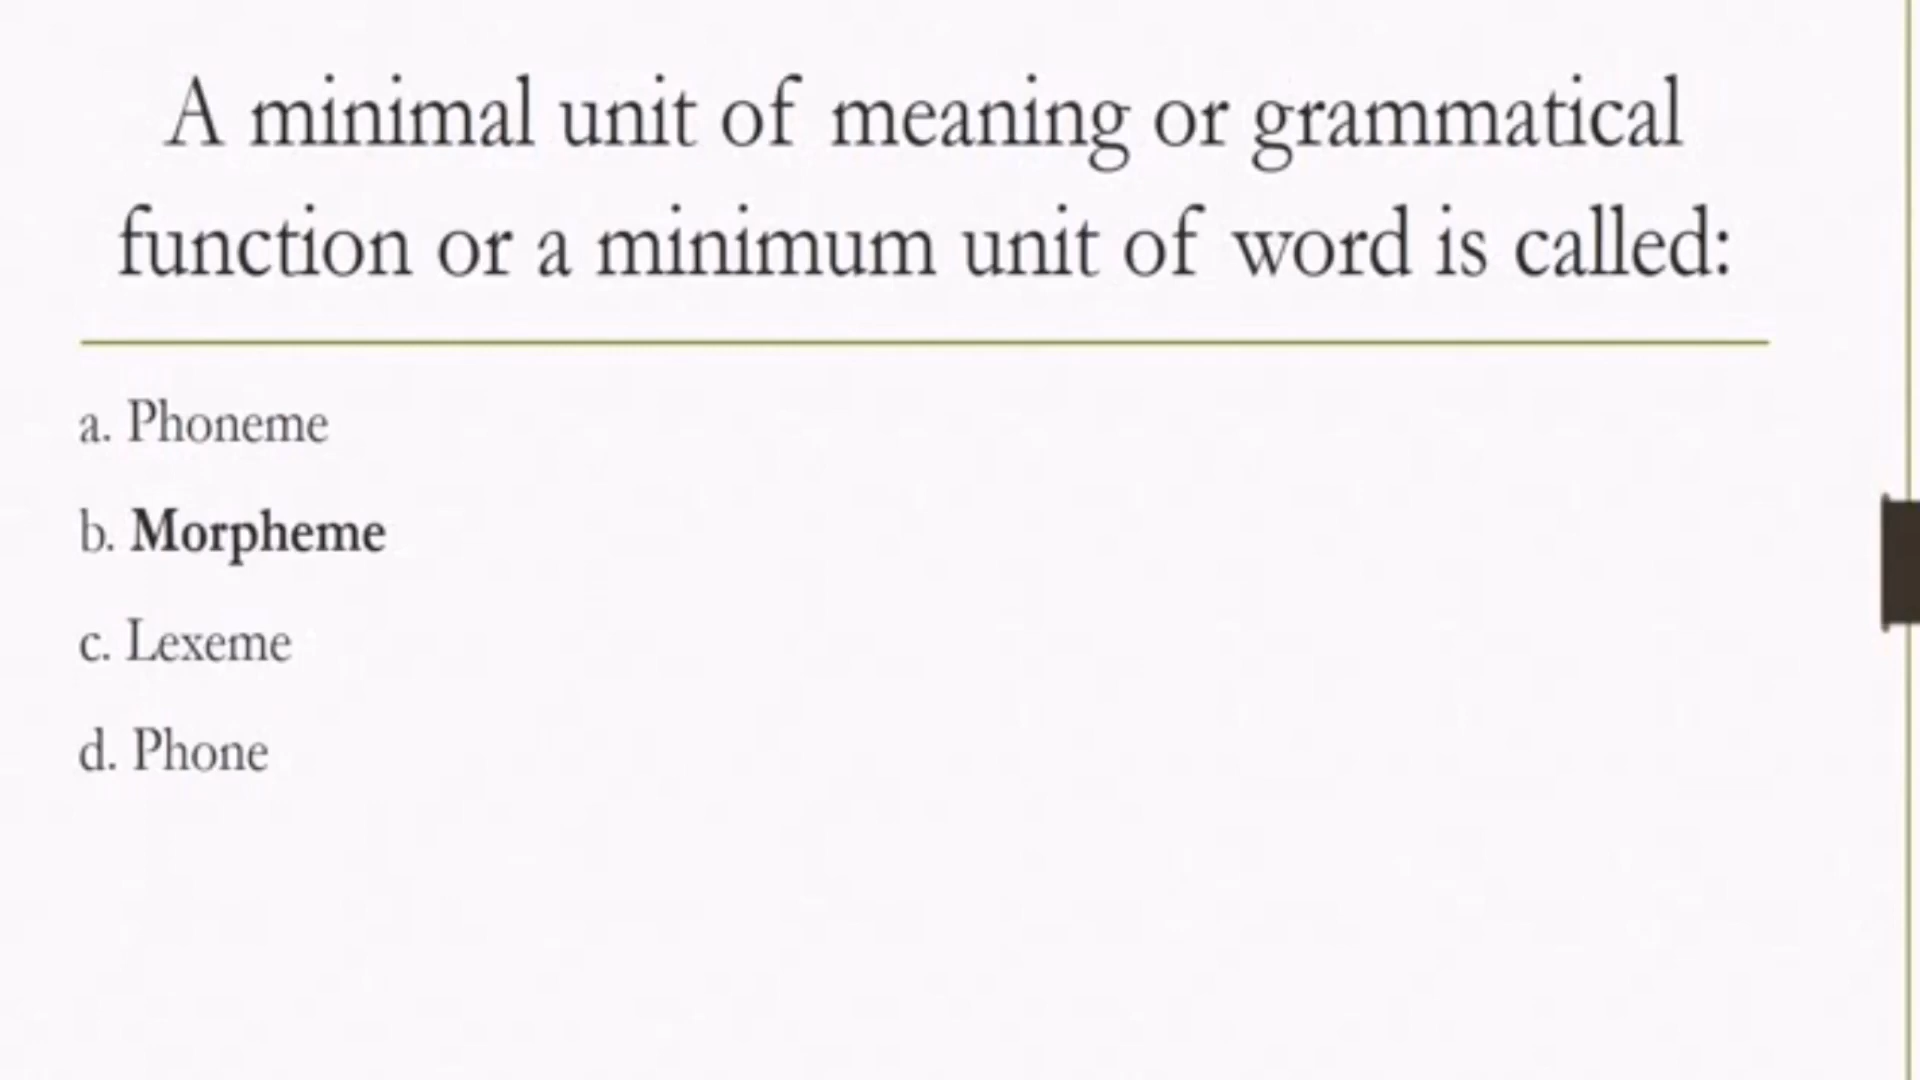 A minimal unit of meaning or grammatical
function or a minimum unit of word is called:
a. Phoneme
b. Morpheme
c. Lexeme
d. Phone